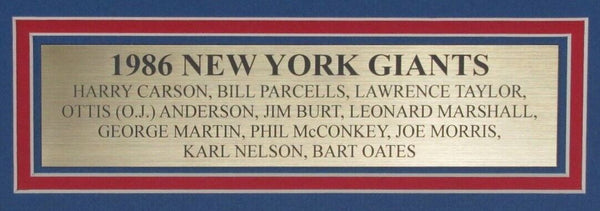 1986 NEW YORK GIANTS
HARRY CARSON, BILL PARCELLS, LAWRENCE TAYLOR,
OTTIS (O.J.) ANDERSON, JIM BURT, LEONARD MARSHALL,
GEORGE MARTIN, PHIL McCONKEY, JOE MORRIS,
KARL NELSON, BART OATES